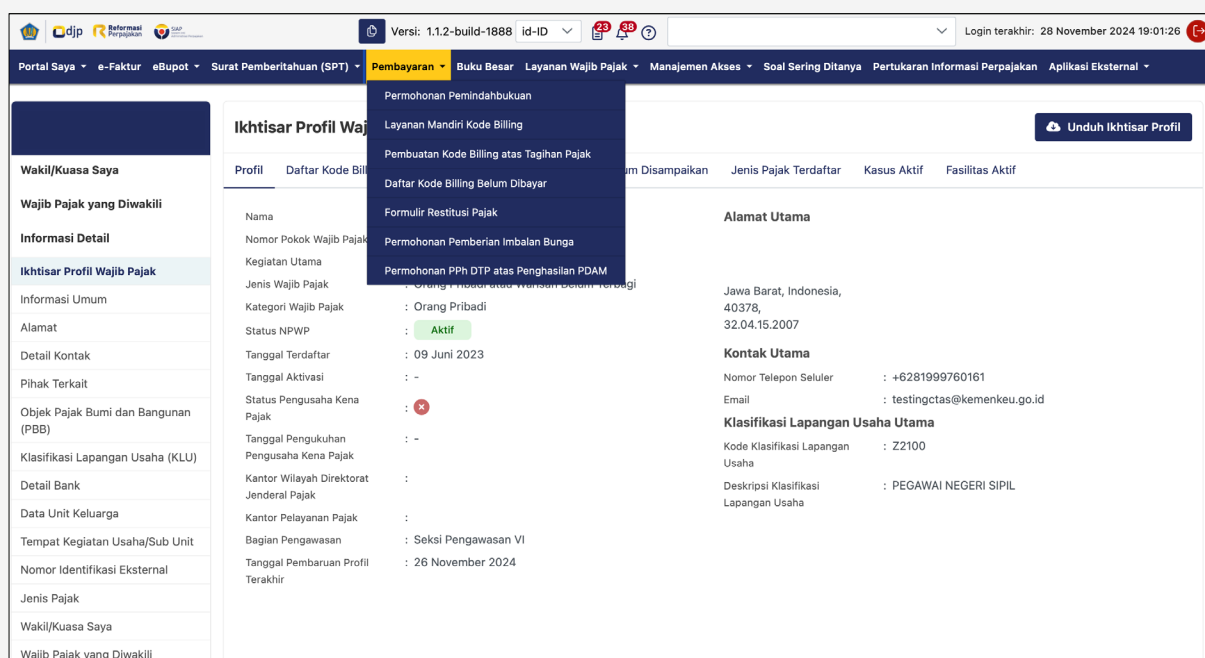 djp Reformasi Perpajakan SIAP
Versi: 1.1.2-build-1888 id-ID 23 38 Login terakhir: 28 November 2024 19:01:26
Portal Saya e-Faktur eBupot Surat Pemberitahuan (SPT) Pembayaran Buku Besar Layanan Wajib Pajak Manajemen Akses Soal Sering Ditanya Pertukaran Informasi Perpajakan Aplikasi Eksternal
Permohonan Pemindahbukuan
Layanan Mandiri Kode Billing
Pembuatan Kode Billing atas Tagihan Pajak
Daftar Kode Billing Belum Dibayar
Formulir Restitusi Pajak
Permohonan Pemberian Imbalan Bunga
Permohonan PPh DTP atas Penghasilan PDAM
Wakil/Kuasa Saya
Wajib Pajak yang Diwakili
Informasi Detail
Ikhtisar Profil Wajib Pajak
Informasi Umum
Alamat
Detail Kontak
Pihak Terkait
Objek Pajak Bumi dan Bangunan
(PBB)
Klasifikasi Lapangan Usaha (KLU)
Detail Bank
Data Unit Keluarga
Tempat Kegiatan Usaha/Sub Unit
Nomor Identifikasi Eksternal
Jenis Pajak
Wakil/Kuasa Saya
Wajib Pajak yang Diwakili
Ikhtisar Profil Waj
Unduh Ikhtisar Profil
Profil Daftar Kode Bill um Disampaikan Jenis Pajak Terdaftar Kasus Aktif Fasilitas Aktif
Nama
Nomor Pokok Wajib Pajak
Kegiatan Utama
Jenis Wajib Pajak : Orang Pribadi atau Warisan Belum Terbagi
Kategori Wajib Pajak : Orang Pribadi
Status NPWP : Aktif
Tanggal Terdaftar : 09 Juni 2023
Tanggal Aktivasi : -
Status Pengusaha Kena
Pajak :
Tanggal Pengukuhan : -
Pengusaha Kena Pajak
Kantor Wilayah Direktorat :
Jenderal Pajak
Kantor Pelayanan Pajak :
Bagian Pengawasan : Seksi Pengawasan VI
Tanggal Pembaruan Profil : 26 November 2024
Terakhir
Alamat Utama
Jawa Barat, Indonesia,
40378,
32.04.15.2007
Kontak Utama
Nomor Telepon Seluler : +6281999760161
Email : testingctas@kemenkeu.go.id
Klasifikasi Lapangan Usaha Utama
Kode Klasifikasi Lapangan : Z2100
Usaha
Deskripsi Klasifikasi : PEGAWAI NEGERI SIPIL
Lapangan Usaha